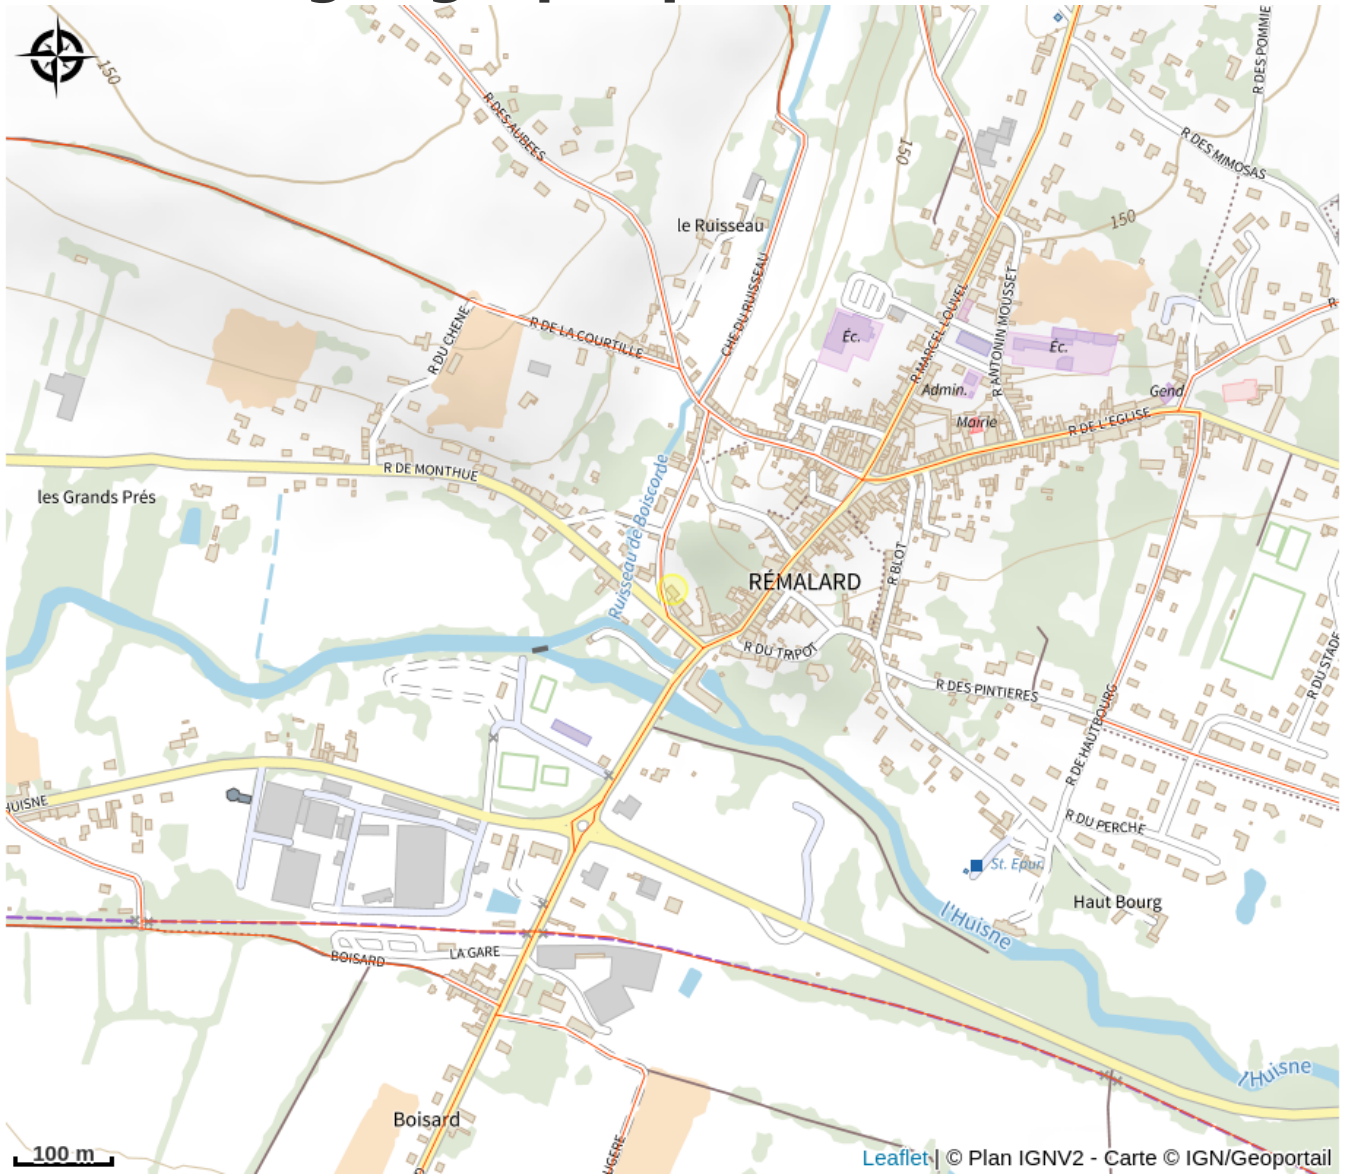 150
R DES POMMIE
R DES AUBEES
R DES MIMOSAS
150
150
le Ruisseau
CHE DU RUISSEAU
R ANTONIN MOUSSET
R MARCEL LOUVEL
R
R DU CHENE
R DE LA COURTILLE
Éc.
Éc.
Admin.
Gend
Mairie
R DE L'EGLISE
R DE MONTHUE
les Grands Prés
Ruisseau de Boiscorde
R BLOT
RÉMALARD
R DU TRIPOT
R DES PINTIERES
R DU STADE
R DE HAUTBOURG
HUISNE
R DU PERCHE
St. Epur.
Haut Bourg
l'Huisne
BOISARD
LA GARE
l'Huisne
Boisard
UGERE
100 m
Leaflet | © Plan IGNV2 - Carte © IGN/Geoportail